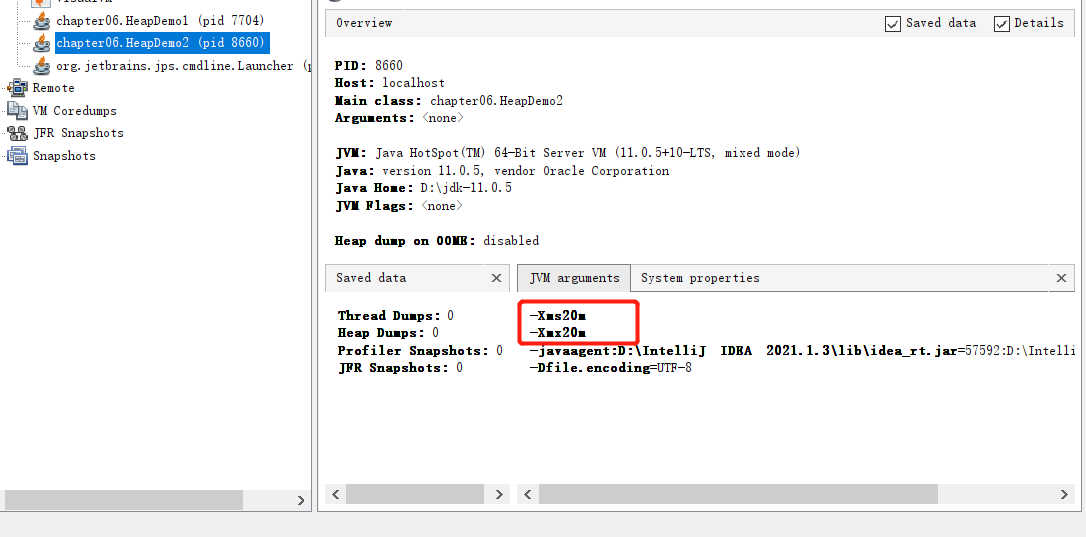 VisualVM
chapter06.HeapDemo1 (pid 7704)
chapter06.HeapDemo2 (pid 8660)
org.jetbrains.jps.cmdline.Launcher (p
Remote
VM Coredumps
JFR Snapshots
Snapshots
Overview
Saved data
Details
PID: 8660
Host: localhost
Main class: chapter06.HeapDemo2
Arguments: <none>
JVM: Java HotSpot(TM) 64-Bit Server VM (11.0.5+10-LTS, mixed mode)
Java: version 11.0.5, vendor Oracle Corporation
Java Home: D:\jdk-11.0.5
JVM Flags: <none>
Heap dump on OOME: disabled
Saved data
Thread Dumps: 0
Heap Dumps: 0
Profiler Snapshots: 0
JFR Snapshots: 0
JVM arguments
System properties
-Xms20m
-Xmx20m
-javaagent:D:\IntelliJ IDEA 2021.1.3\lib\idea_rt.jar=57592:D:\Intelli
-Dfile.encoding=UTF-8